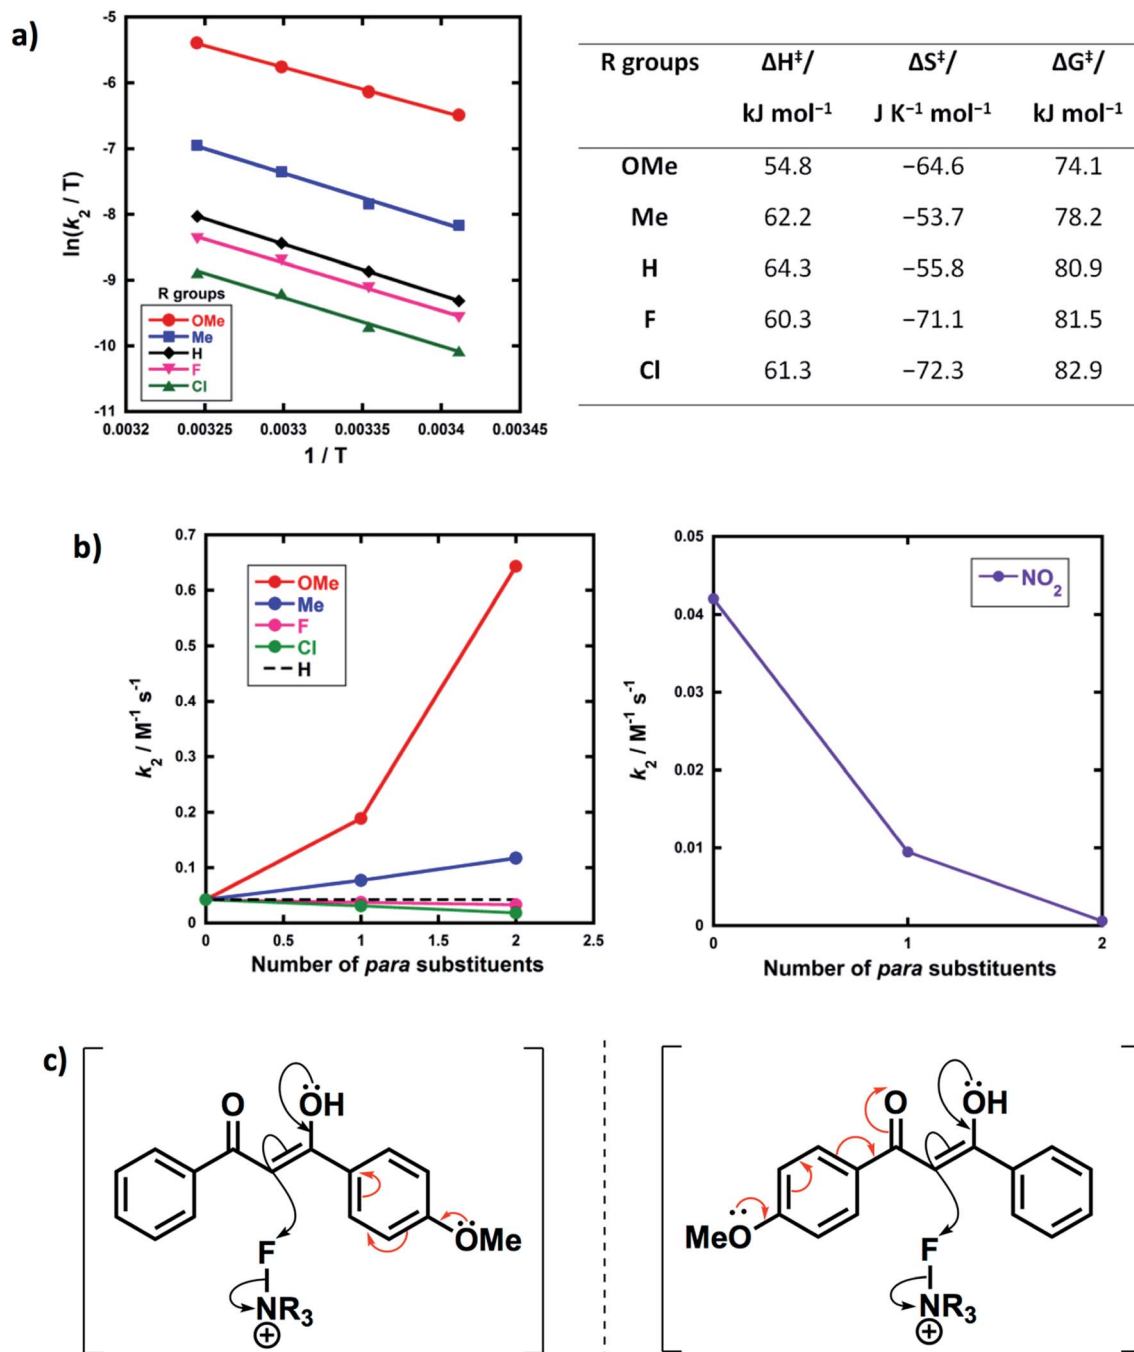 a)
-5
-6
-7
-8
-9
-10
-11
ln(k2 / T)
R groups
OMe
Me
H
F
Cl
0.0032 0.00325 0.0033 0.00335 0.0034 0.00345
1 / T
R groups ΔH‡/ ΔS‡/ ΔG‡/
kJ mol−1 J K−1 mol−1 kJ mol−1
OMe 54.8 −64.6 74.1
Me 62.2 −53.7 78.2
H 64.3 −55.8 80.9
F 60.3 −71.1 81.5
Cl 61.3 −72.3 82.9
b)
0.7
0.6
0.5
0.4
0.3
0.2
0.1
0
k2 / M-1 s-1
OMe
Me
F
Cl
H
0 0.5 1 1.5 2 2.5
Number of para substituents
0.05
0.04
0.03
0.02
0.01
0
k2 / M-1 s-1
NO2
0 1 2
Number of para substituents
c)
O ÖH
F
NR3
+
ÖMe
O ÖH
MeO
F
NR3
+